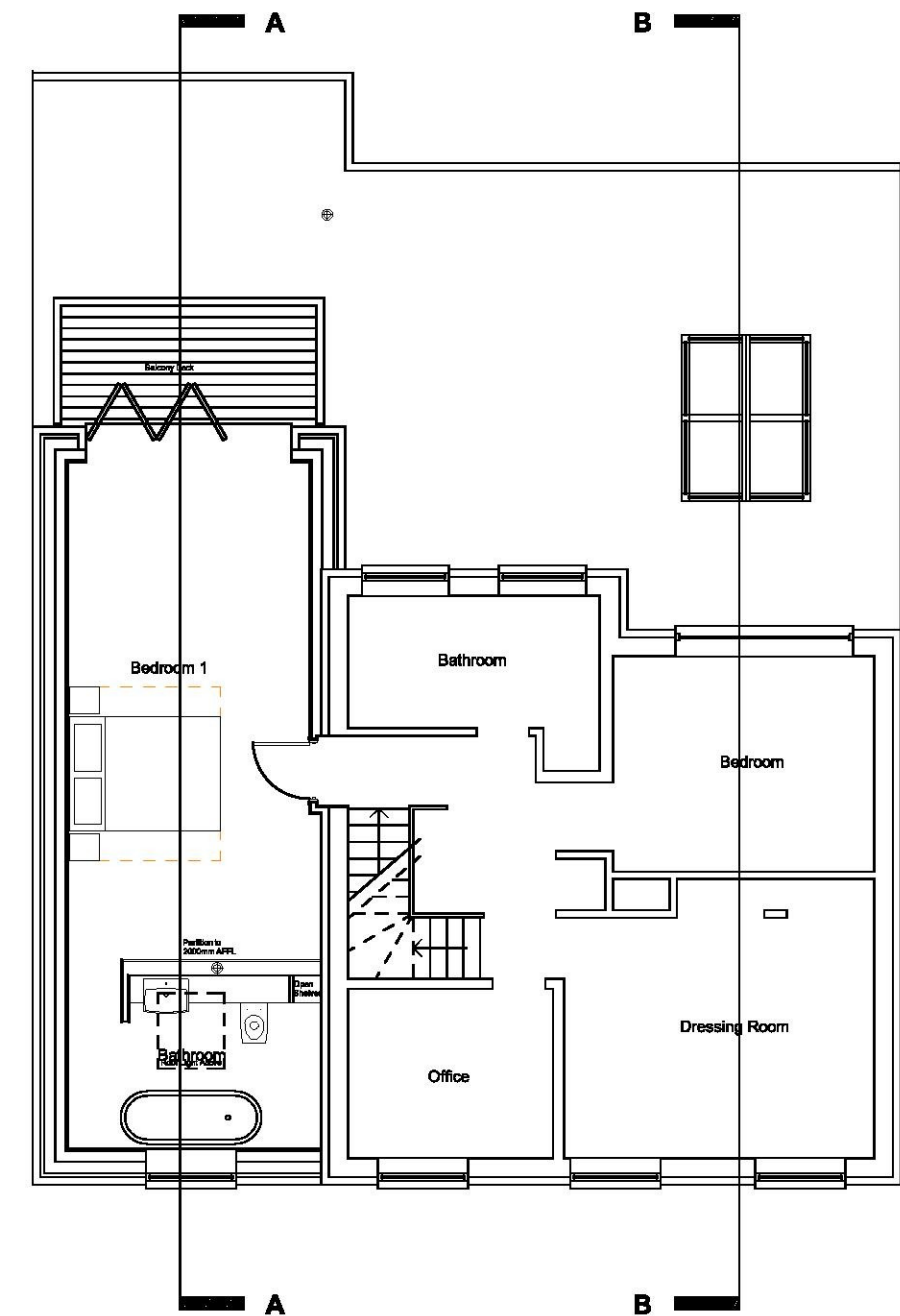 A
B
Balcony Deck
Bathroom
Bedroom 1
Bedroom
Partition to
2000mm AFFL
Open
Shelves
Dressing Room
Bathroom
Office
A
B